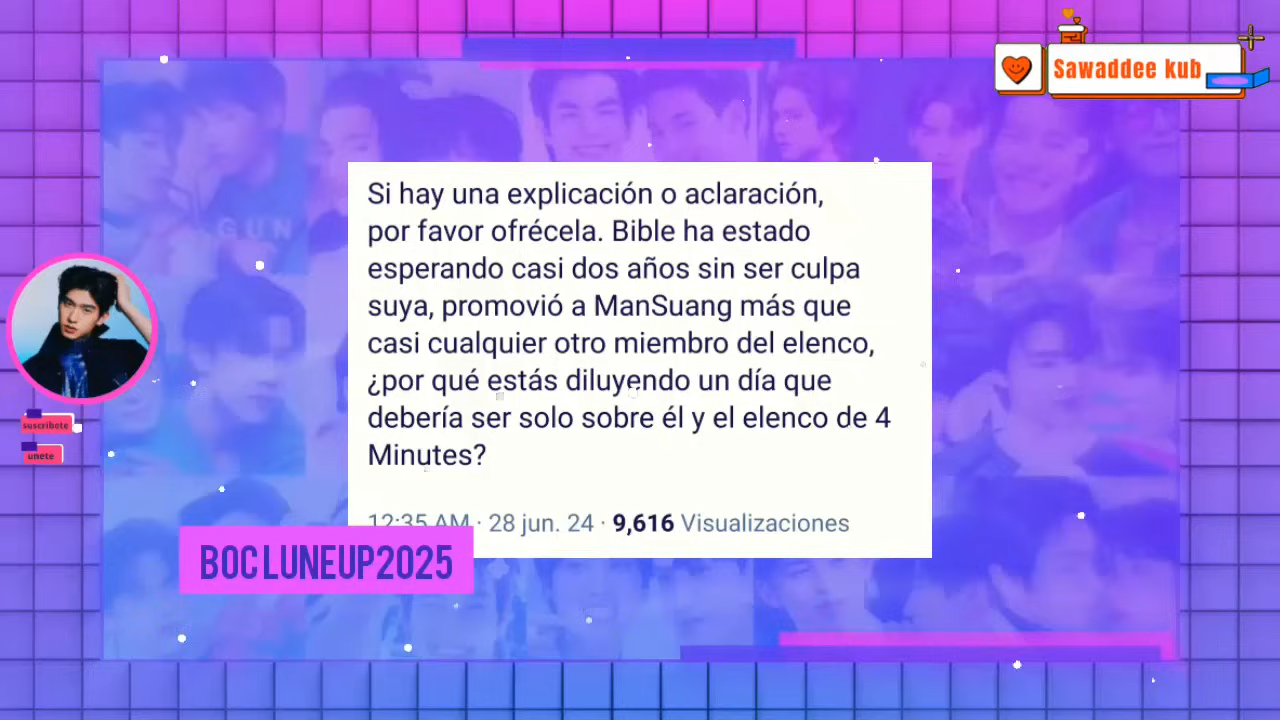 Sawaddee kub
GUN
Si hay una explicación o aclaración,
por favor ofrécela. Bible ha estado
esperando casi dos años sin ser culpa
suya, promovió a ManSuang más que
casi cualquier otro miembro del elenco,
¿por qué estás diluyendo un día que
debería ser solo sobre él y el elenco de 4
Minutes?
12:35 AM · 28 jun. 24 · 9,616 Visualizaciones
suscribete
unete
BOC LUNEUP2025